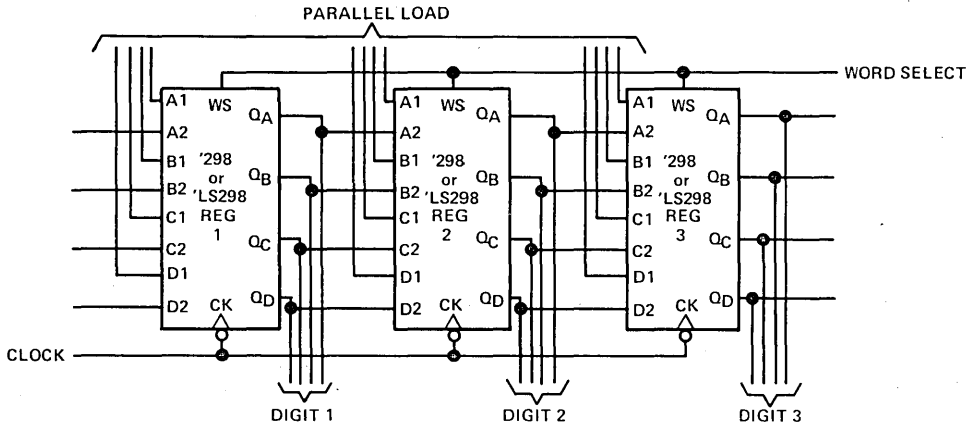 PARALLEL LOAD
WORD SELECT
A1 WS QA
A2
B1 '298
or
B2 'LS298 QB
C1 REG
1
C2 QC
D1
D2 CK QD
A1 WS QA
A2
B1 '298
or
B2 'LS298 QB
C1 REG
2
C2 QC
D1
D2 CK QD
A1 WS QA
A2
B1 '298
or
B2 'LS298 QB
C1 REG
3
C2 QC
D1
D2 CK QD
CLOCK
DIGIT 1 DIGIT 2 DIGIT 3